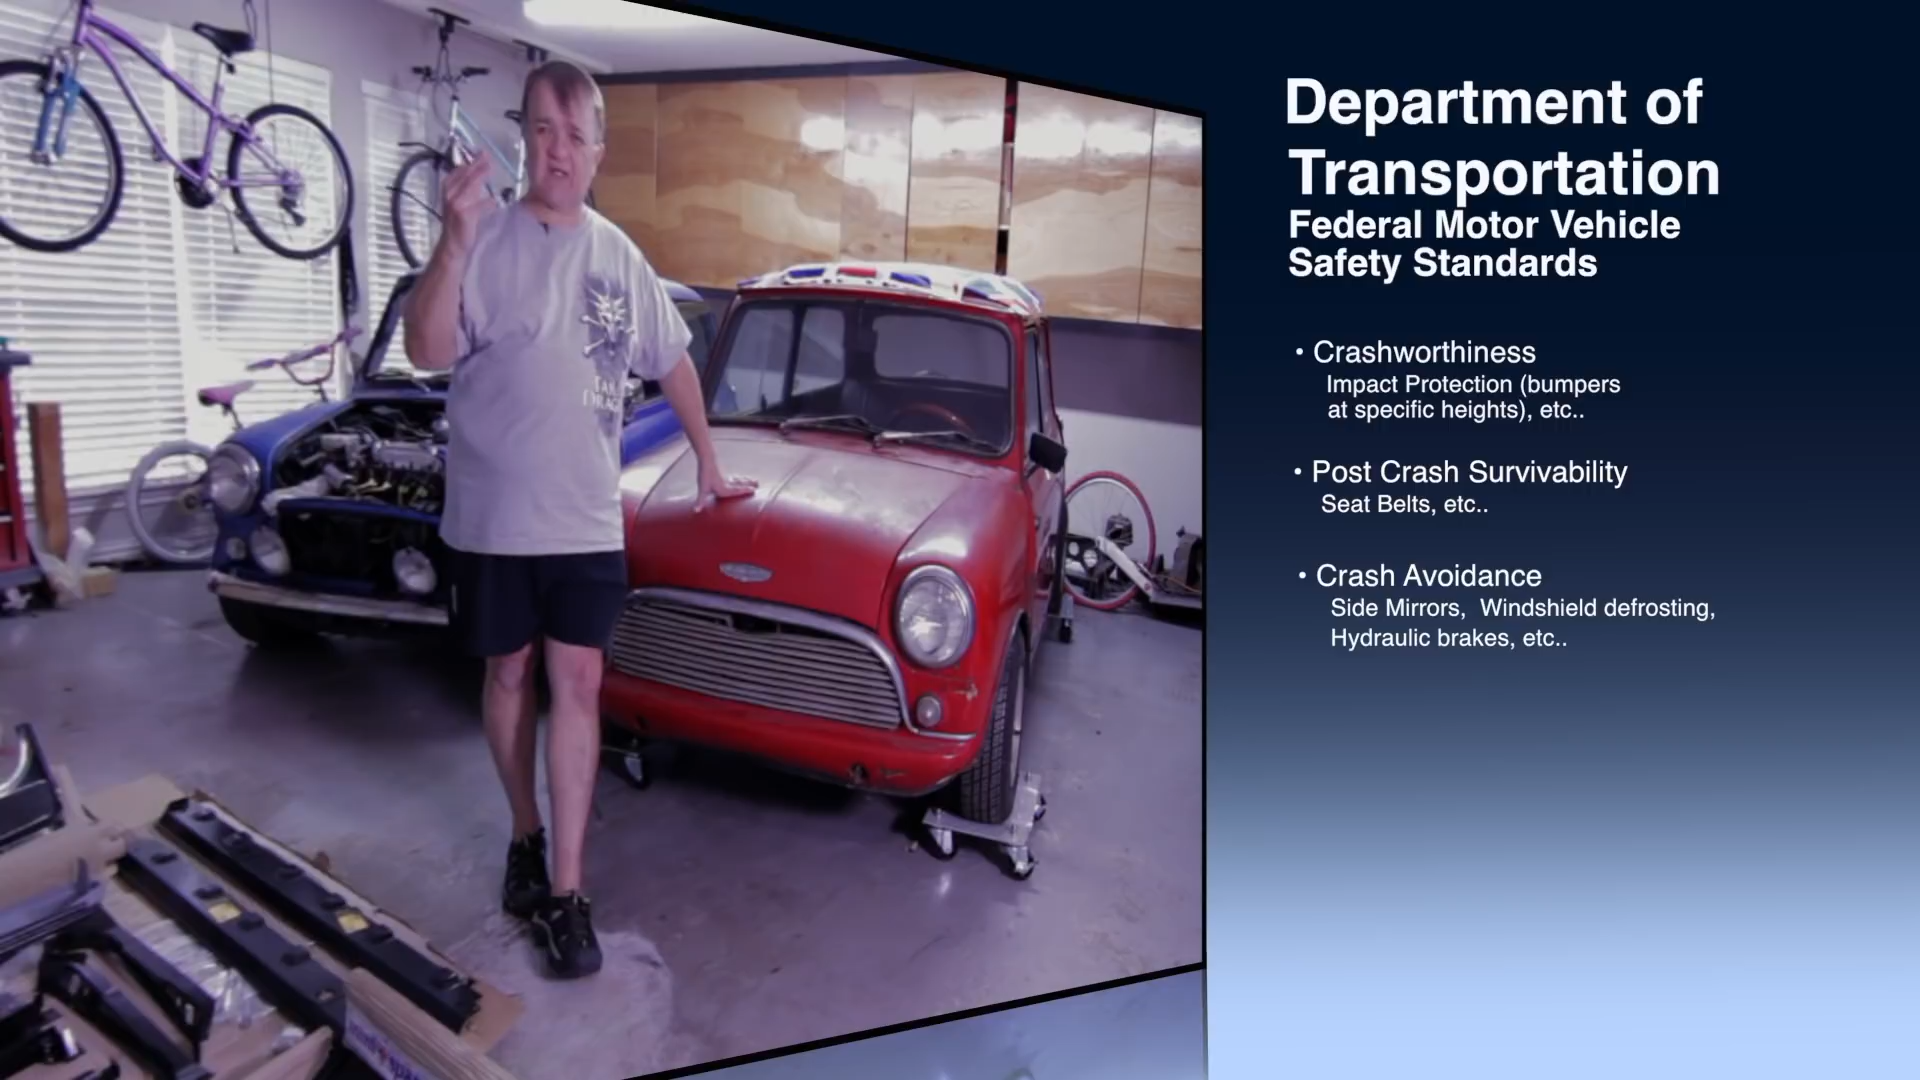 Department of
Transportation
Federal Motor Vehicle
Safety Standards
• Crashworthiness
Impact Protection (bumpers
at specific heights), etc..
• Post Crash Survivability
Seat Belts, etc..
• Crash Avoidance
Side Mirrors, Windshield defrosting,
Hydraulic brakes, etc..